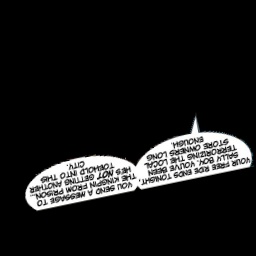 YOUR FREE RIDE ENDS TONIGHT,
SALLY BOY. YOU'VE BEEN
TERRORIZING THE LOCAL
STORE OWNERS LONG
ENOUGH.
YOU SEND A MESSAGE TO
THE KINGPIN FROM PRISON...
HE'S NOT GETTING ANOTHER
TOEHOLD INTO THIS
CITY.